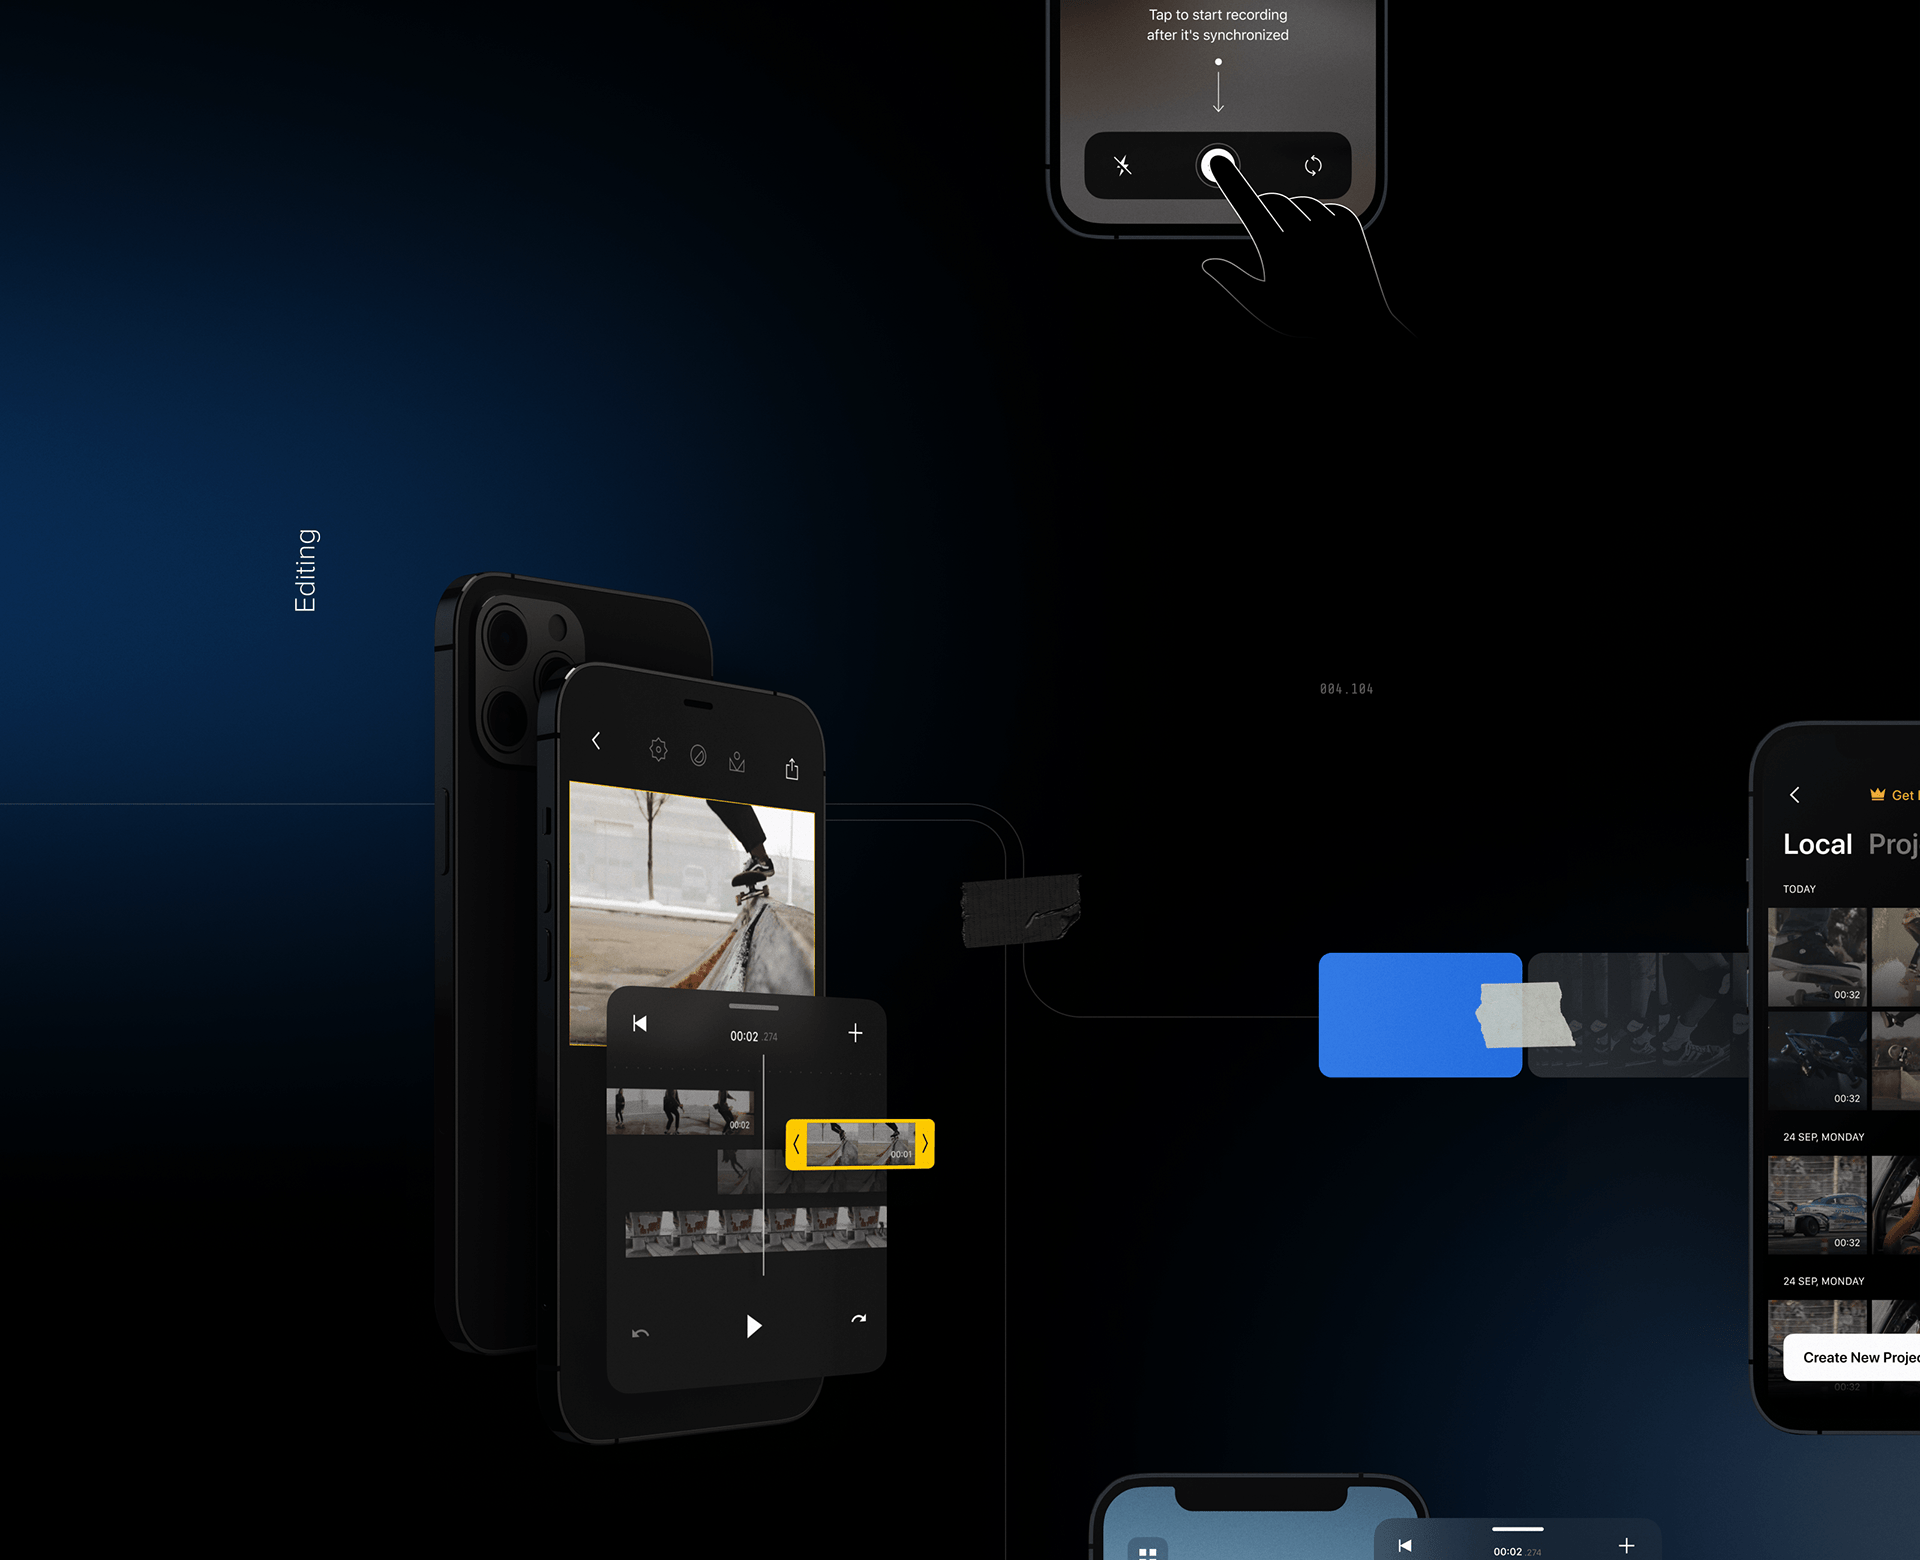 Tap to start recording
after it's synchronized
Editing
004.104
00:02 .274
00:02
00:01
Get
Local
TODAY
00:32
00:32
24 SEP, MONDAY
00:32
24 SEP, MONDAY
Create New
00:32
00:02 .274